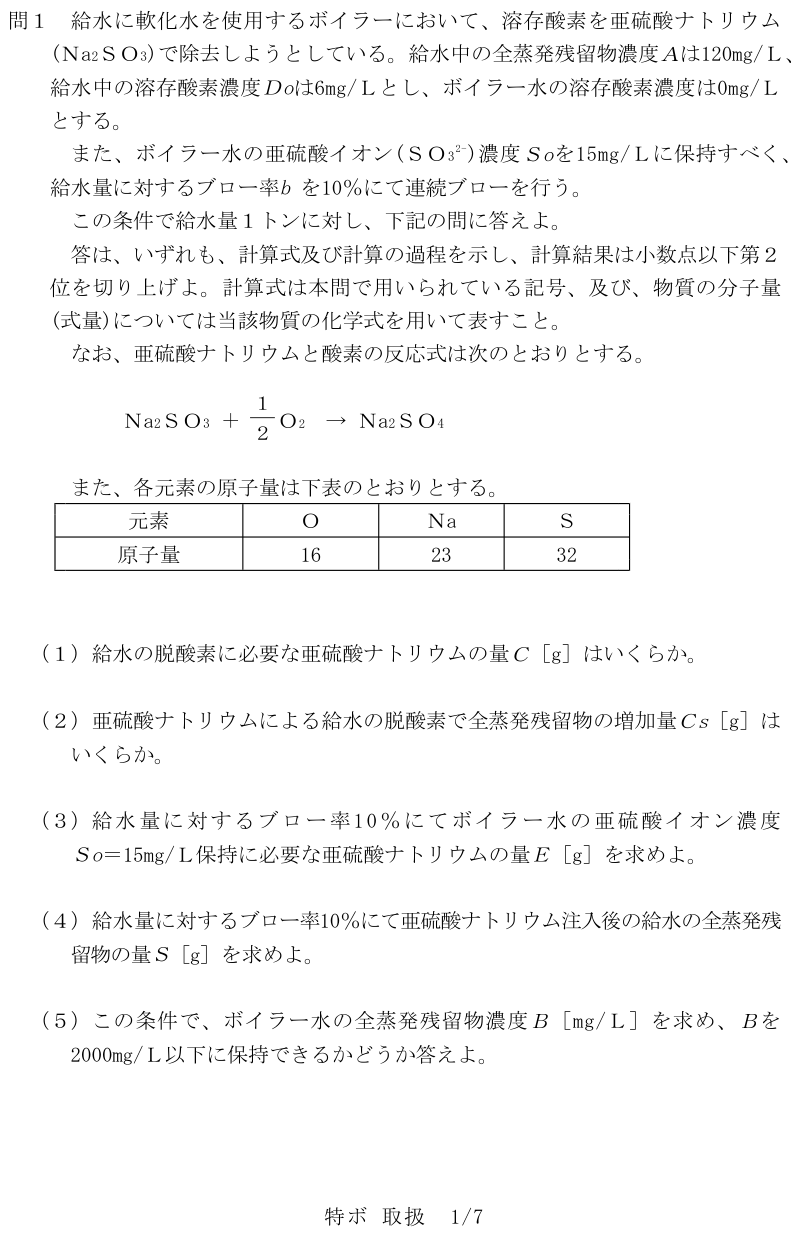 問１　給水に軟化水を使用するボイラーにおいて、溶存酸素を亜硫酸ナトリウム
(Ｎa₂ＳＯ₃)で除去しようとしている。給水中の全蒸発残留物濃度Ａは120mg/Ｌ、
給水中の溶存酸素濃度Ｄoは6mg/Ｌとし、ボイラー水の溶存酸素濃度は0mg/Ｌ
とする。
また、ボイラー水の亜硫酸イオン(ＳＯ₃²⁻)濃度Ｓoを15mg/Ｌに保持すべく、
給水量に対するブロー率b を10％にて連続ブローを行う。
この条件で給水量１トンに対し、下記の問に答えよ。
答は、いずれも、計算式及び計算の過程を示し、計算結果は小数点以下第２
位を切り上げよ。計算式は本問で用いられている記号、及び、物質の分子量
(式量)については当該物質の化学式を用いて表すこと。
なお、亜硫酸ナトリウムと酸素の反応式は次のとおりとする。
Ｎa₂ＳＯ₃ ＋ 1/2 Ｏ₂ → Ｎa₂ＳＯ₄
また、各元素の原子量は下表のとおりとする。
元素 Ｏ Ｎa Ｓ
原子量 16 23 32
（１）給水の脱酸素に必要な亜硫酸ナトリウムの量Ｃ［g］はいくらか。
（２）亜硫酸ナトリウムによる給水の脱酸素で全蒸発残留物の増加量Ｃs［g］は
いくらか。
（３）給水量に対するブロー率10％にてボイラー水の亜硫酸イオン濃度
Ｓo＝15mg/Ｌ保持に必要な亜硫酸ナトリウムの量Ｅ［g］を求めよ。
（４）給水量に対するブロー率10％にて亜硫酸ナトリウム注入後の給水の全蒸発残
留物の量Ｓ［g］を求めよ。
（５）この条件で、ボイラー水の全蒸発残留物濃度Ｂ［mg/Ｌ］を求め、Ｂを
2000mg/Ｌ以下に保持できるかどうか答えよ。
特ボ 取扱 1/7